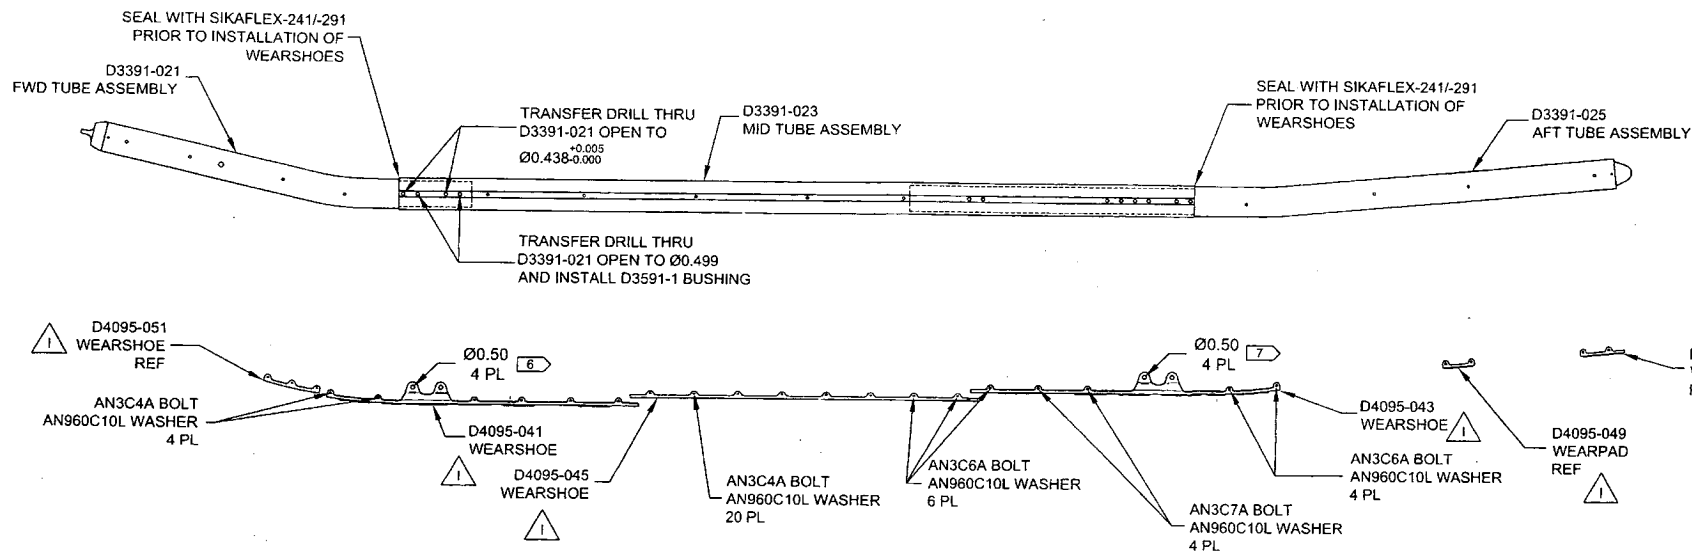 SEAL WITH SIKAFLEX-241/-291
PRIOR TO INSTALLATION OF
WEARSHOES
D3391-021
FWD TUBE ASSEMBLY
TRANSFER DRILL THRU
D3391-021 OPEN TO
Ø0.438 +0.005 -0.000
D3391-023
MID TUBE ASSEMBLY
SEAL WITH SIKAFLEX-241/-291
PRIOR TO INSTALLATION OF
WEARSHOES
D3391-025
AFT TUBE ASSEMBLY
TRANSFER DRILL THRU
D3391-021 OPEN TO Ø0.499
AND INSTALL D3591-1 BUSHING
D4095-051
WEARSHOE
REF
1
Ø0.50
4 PL
6
Ø0.50
4 PL
7
AN3C4A BOLT
AN960C10L WASHER
4 PL
D4095-041
WEARSHOE
1
D4095-045
WEARSHOE
1
AN3C4A BOLT
AN960C10L WASHER
20 PL
AN3C6A BOLT
AN960C10L WASHER
6 PL
AN3C7A BOLT
AN960C10L WASHER
4 PL
AN3C6A BOLT
AN960C10L WASHER
4 PL
D4095-043
WEARSHOE
1
D4095-049
WEARPAD
REF
1